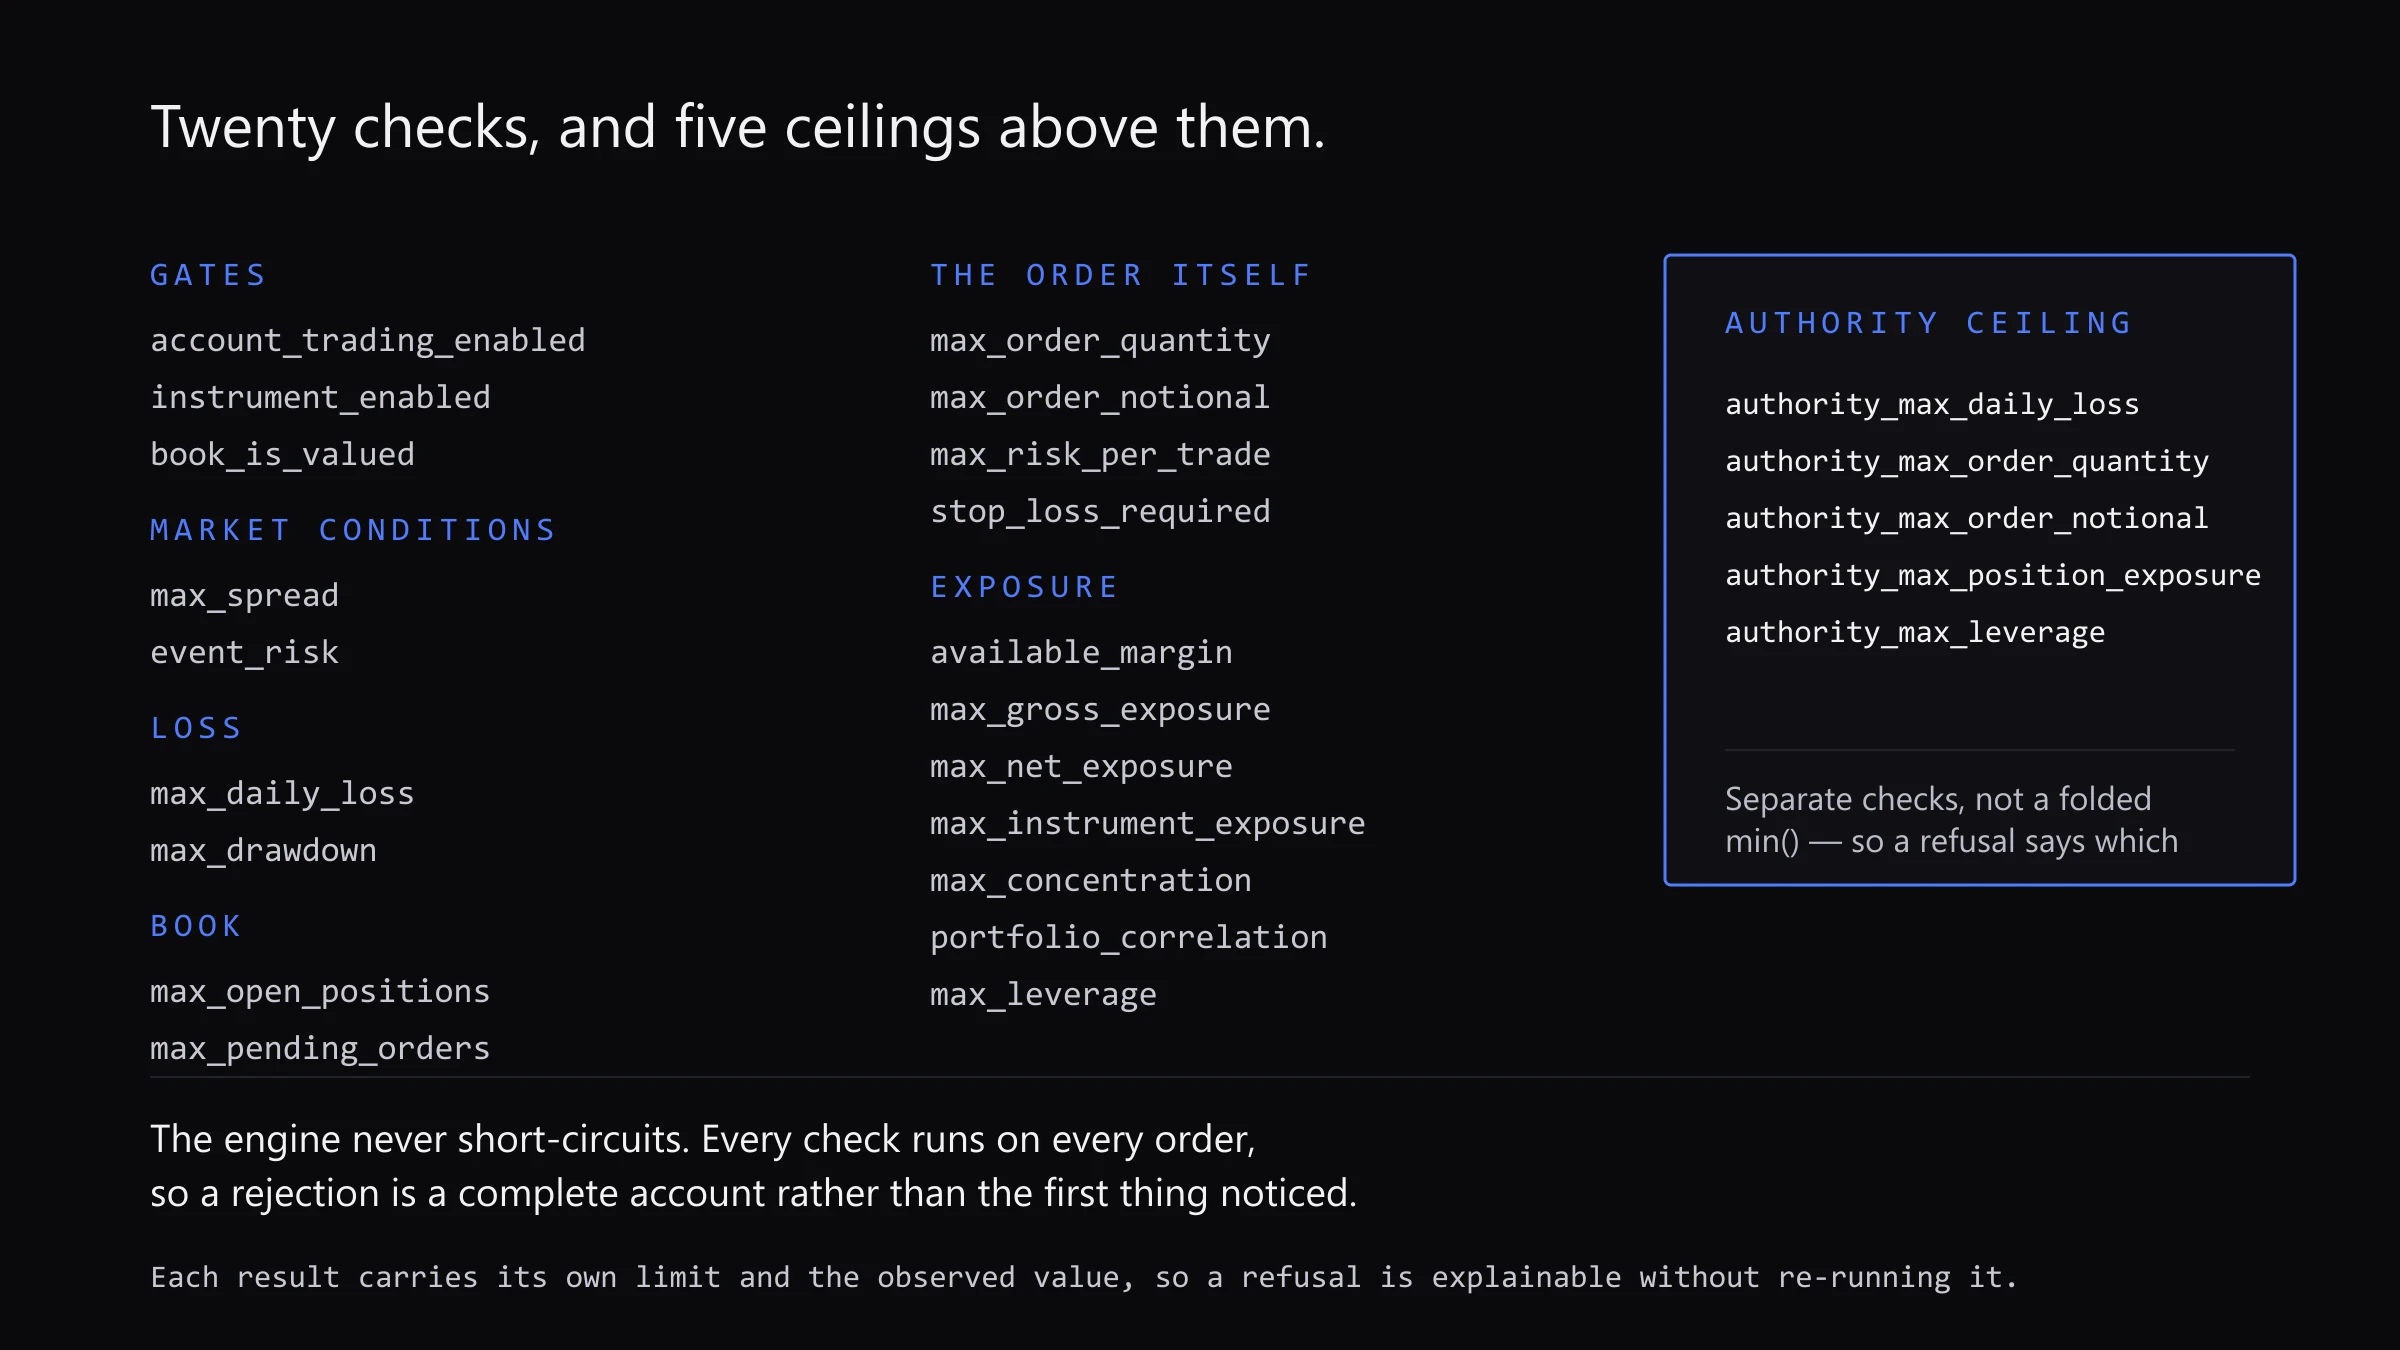 Twenty checks, and five ceilings above them.
GATES
account_trading_enabled
instrument_enabled
book_is_valued
MARKET CONDITIONS
max_spread
event_risk
LOSS
max_daily_loss
max_drawdown
BOOK
max_open_positions
max_pending_orders
THE ORDER ITSELF
max_order_quantity
max_order_notional
max_risk_per_trade
stop_loss_required
EXPOSURE
available_margin
max_gross_exposure
max_net_exposure
max_instrument_exposure
max_concentration
portfolio_correlation
max_leverage
AUTHORITY CEILING
authority_max_daily_loss
authority_max_order_quantity
authority_max_order_notional
authority_max_position_exposure
authority_max_leverage
Separate checks, not a folded
min() — so a refusal says which
The engine never short-circuits. Every check runs on every order,
so a rejection is a complete account rather than the first thing noticed.
Each result carries its own limit and the observed value, so a refusal is explainable without re-running it.